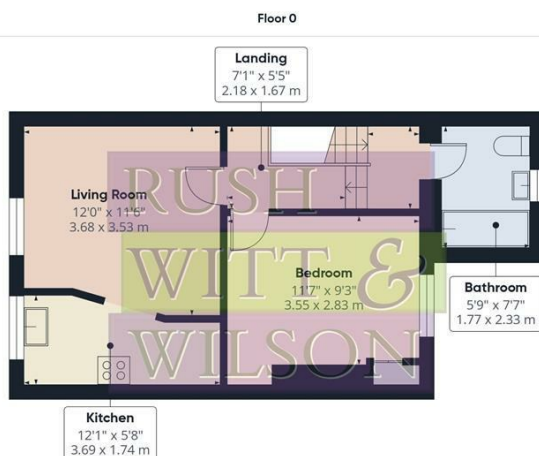 Floor 0
Landing
7'1" x 5'5"
2.18 x 1.67 m
Living Room
12'0" x 11'6"
3.68 x 3.53 m
RUSH
WITT &
WILSON
Bedroom
11'7" x 9'3"
3.55 x 2.83 m
Bathroom
5'9" x 7'7"
1.77 x 2.33 m
Kitchen
12'1" x 5'8"
3.69 x 1.74 m